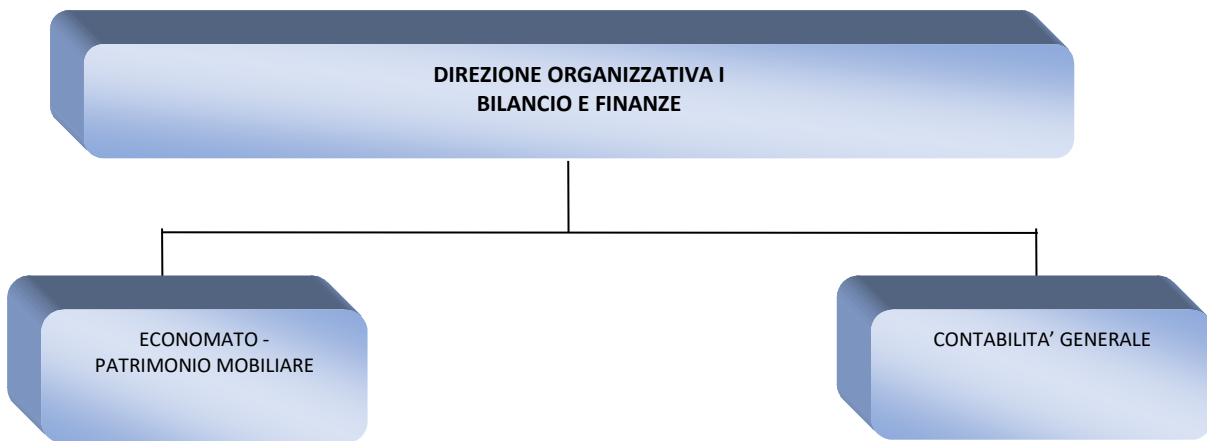 DIREZIONE ORGANIZZATIVA I
BILANCIO E FINANZE
ECONOMATO -
PATRIMONIO MOBILIARE
CONTABILITA’ GENERALE